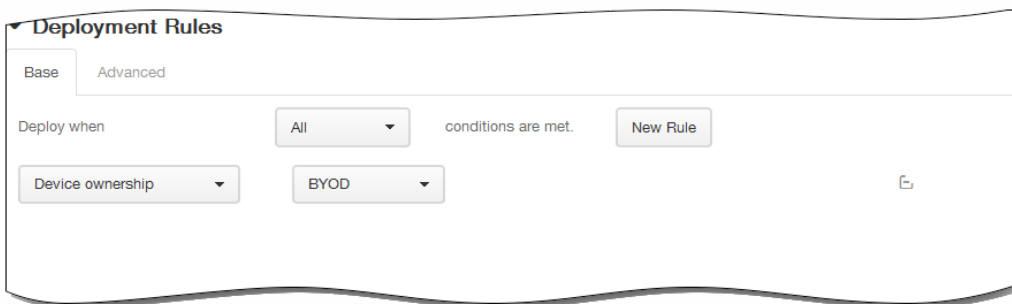 Deployment Rules
Base Advanced
Deploy when All conditions are met. New Rule
Device ownership BYOD